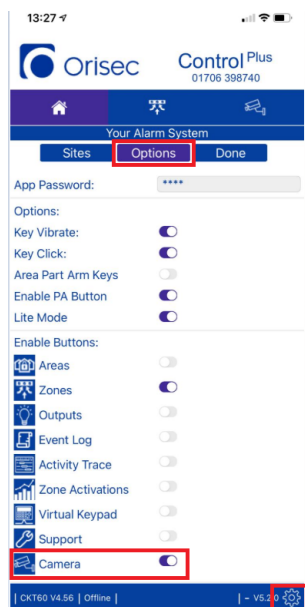 13:27
Orisec
Control Plus
01706 398740
Your Alarm System
Sites Options Done
App Password: ****
Options:
Key Vibrate:
Key Click:
Area Part Arm Keys
Enable PA Button
Lite Mode
Enable Buttons:
Areas
Zones
Outputs
Event Log
Activity Trace
Zone Activations
Virtual Keypad
Support
Camera
| CKT60 V4.56 | Offline | | - V5.2.0